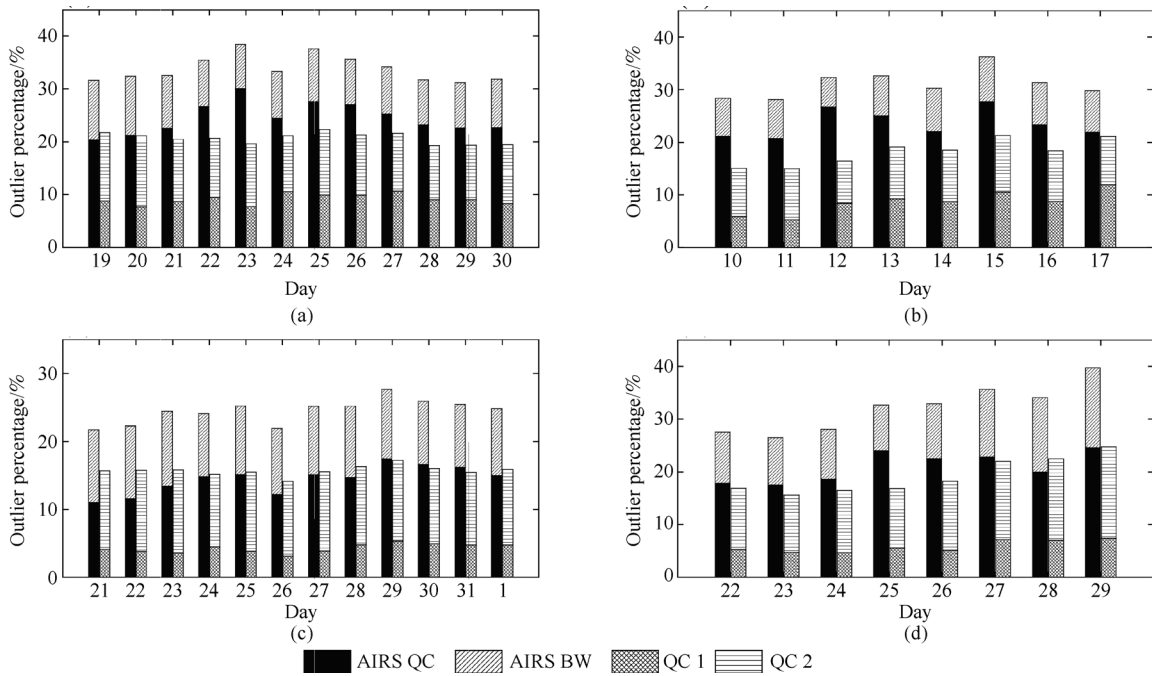 Outlier percentage/%
40
30
20
10
0
19 20 21 22 23 24 25 26 27 28 29 30
Day
(a)
Outlier percentage/%
40
30
20
10
0
10 11 12 13 14 15 16 17
Day
(b)
Outlier percentage/%
30
20
10
0
21 22 23 24 25 26 27 28 29 30 31 1
Day
(c)
Outlier percentage/%
40
30
20
10
0
22 23 24 25 26 27 28 29
Day
(d)
AIRS QC AIRS BW QC 1 QC 2